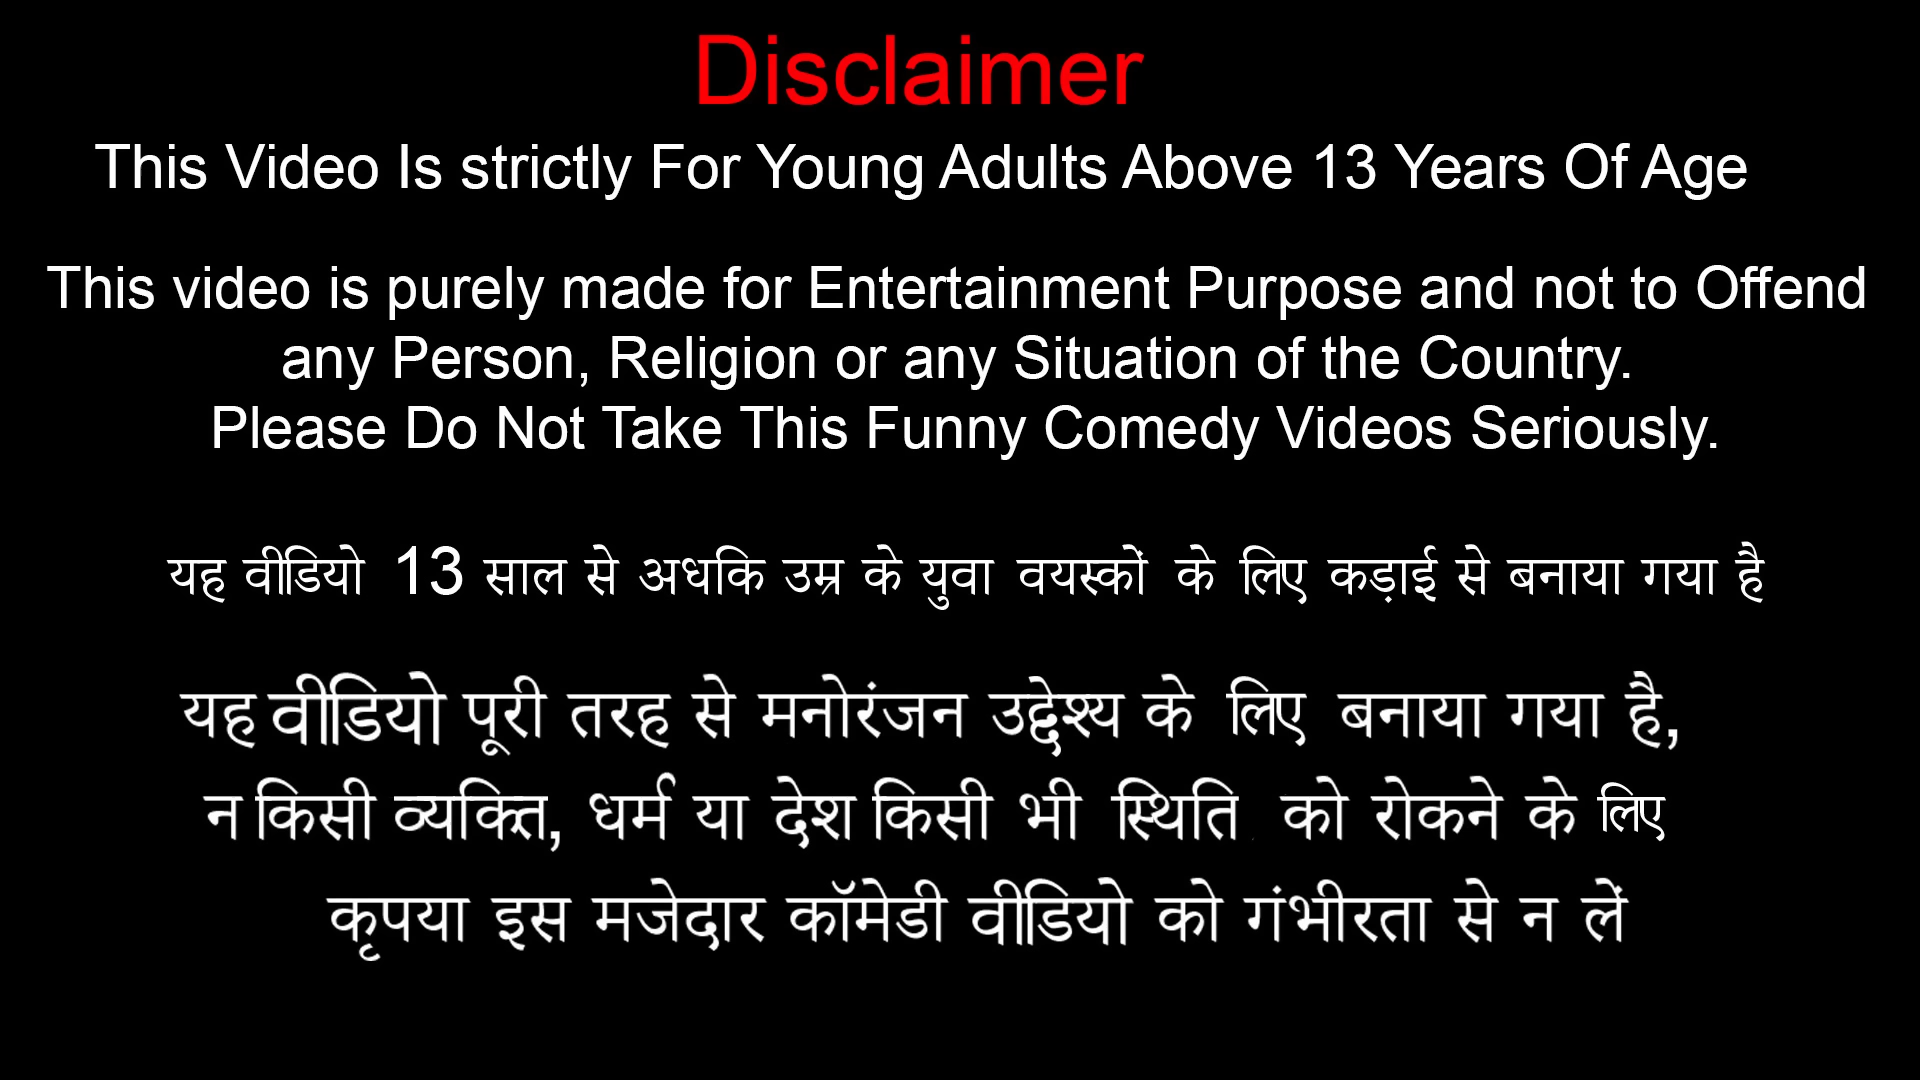 Disclaimer
This Video Is strictly For Young Adults Above 13 Years Of Age
This video is purely made for Entertainment Purpose and not to Offend
any Person, Religion or any Situation of the Country.
Please Do Not Take This Funny Comedy Videos Seriously.
यह वीडियो 13 साल से अधकि उम्र के युवा वयस्कों के लिए कड़ाई से बनाया गया है
यह वीडियो पूरी तरह से मनोरंजन उद्देश्य के लिए बनाया गया है,
न किसी व्यक्ति, धर्म या देश किसी भी स्थिति को रोकने के लिए
कृपया इस मजेदार कॉमेडी वीडियो को गंभीरता से न लें